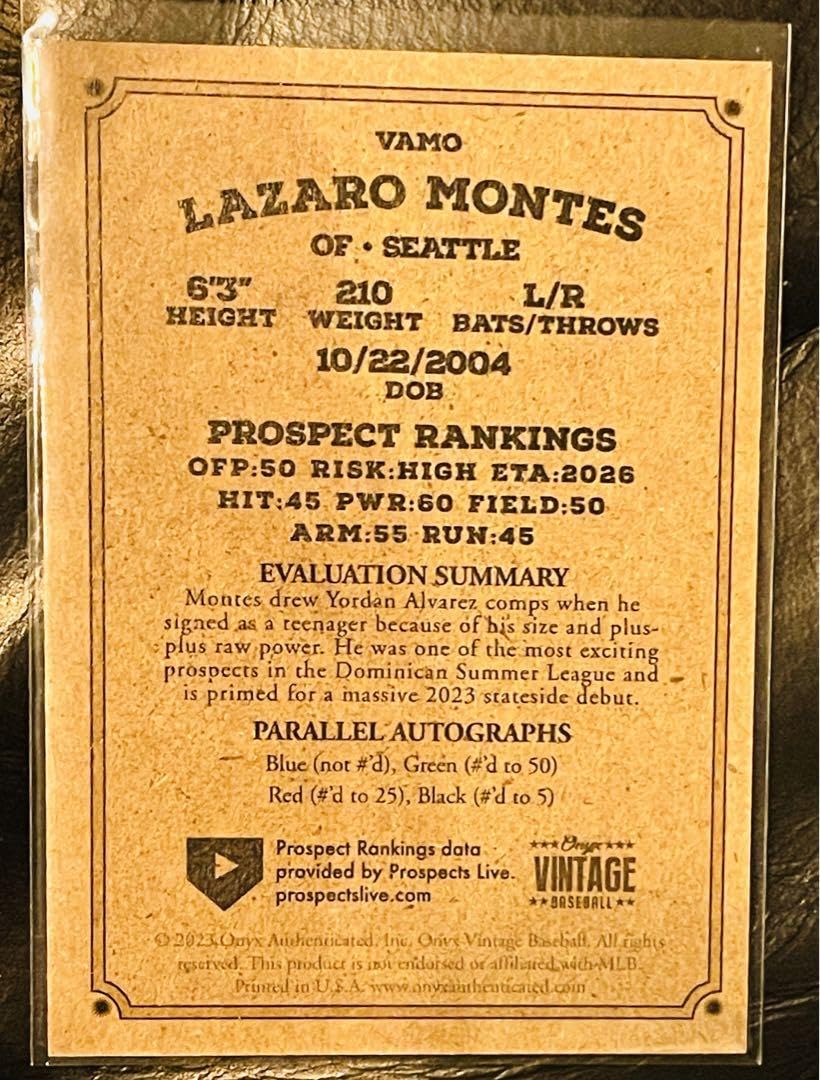 VAMO
LAZARO MONTES
OF • SEATTLE
6'3" 210 L/R
HEIGHT WEIGHT BATS/THROWS
10/22/2004
DOB
PROSPECT RANKINGS
OFP:50 RISK:HIGH ETA:2026
HIT:45 PWR:60 FIELD:50
ARM:55 RUN:45
EVALUATION SUMMARY
Montes drew Yordan Alvarez comps when he
signed as a teenager because of his size and plus-
plus raw power. He was one of the most exciting
prospects in the Dominican Summer League and
is primed for a massive 2023 stateside debut.
PARALLEL AUTOGRAPHS
Blue (not #'d), Green (#'d to 50)
Red (#'d to 25), Black (#'d to 5)
Prospect Rankings data
provided by Prospects Live.
prospectslive.com
★★★Onyx★★★
VINTAGE
★★BASEBALL★★
© 2023 Onyx Authenticated, Inc. Onyx Vintage Baseball. All rights
reserved. This product is not endorsed or affiliated with MLB.
Printed in U.S.A. www.onyxauthenticated.com